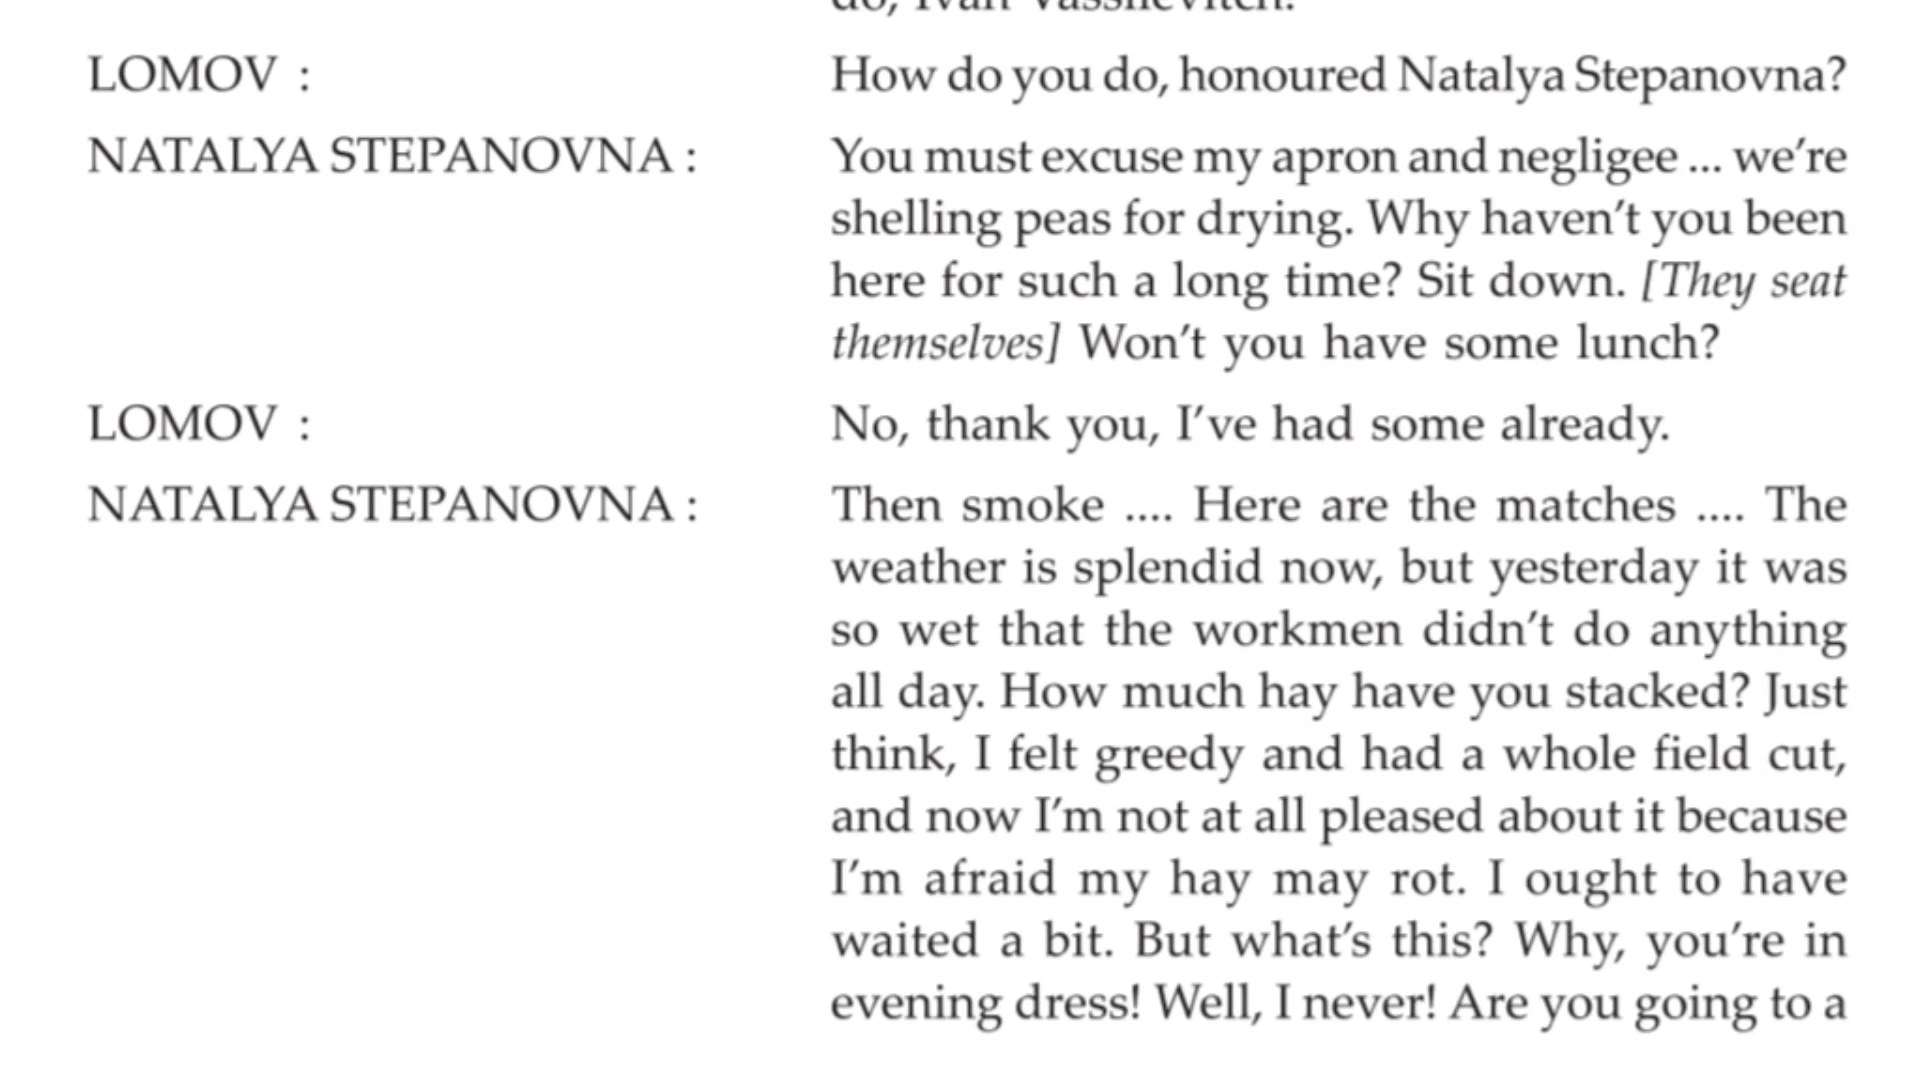 LOMOV : How do you do, honoured Natalya Stepanovna?
NATALYA STEPANOVNA : You must excuse my apron and negligee ... we’re
shelling peas for drying. Why haven’t you been
here for such a long time? Sit down. [They seat
themselves] Won’t you have some lunch?
LOMOV : No, thank you, I’ve had some already.
NATALYA STEPANOVNA : Then smoke .... Here are the matches .... The
weather is splendid now, but yesterday it was
so wet that the workmen didn’t do anything
all day. How much hay have you stacked? Just
think, I felt greedy and had a whole field cut,
and now I’m not at all pleased about it because
I’m afraid my hay may rot. I ought to have
waited a bit. But what’s this? Why, you’re in
evening dress! Well, I never! Are you going to a